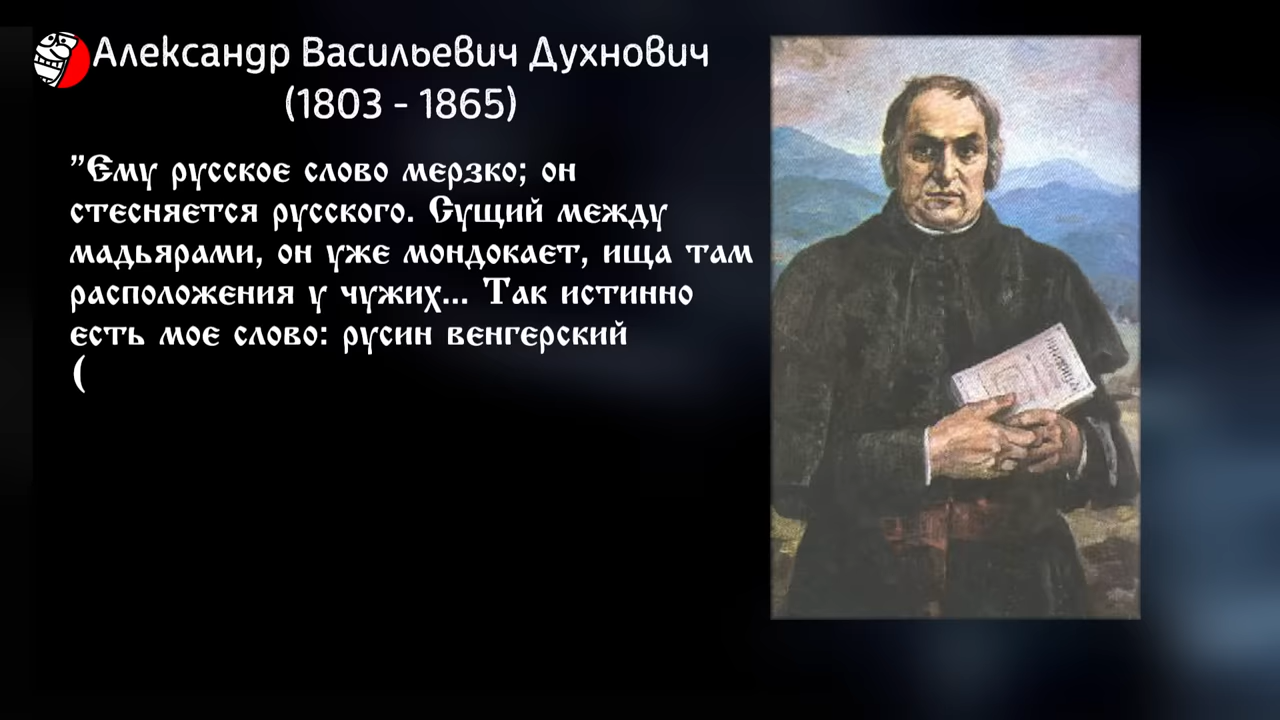 Александр Васильевич Духнович
(1803 - 1865)
"Ему русское слово мерзко; он
стесняется русского. Сущий между
мадьярами, он уже мондокает, ища там
расположения у чужих... Так истинно
есть мое слово: русин венгерский
(